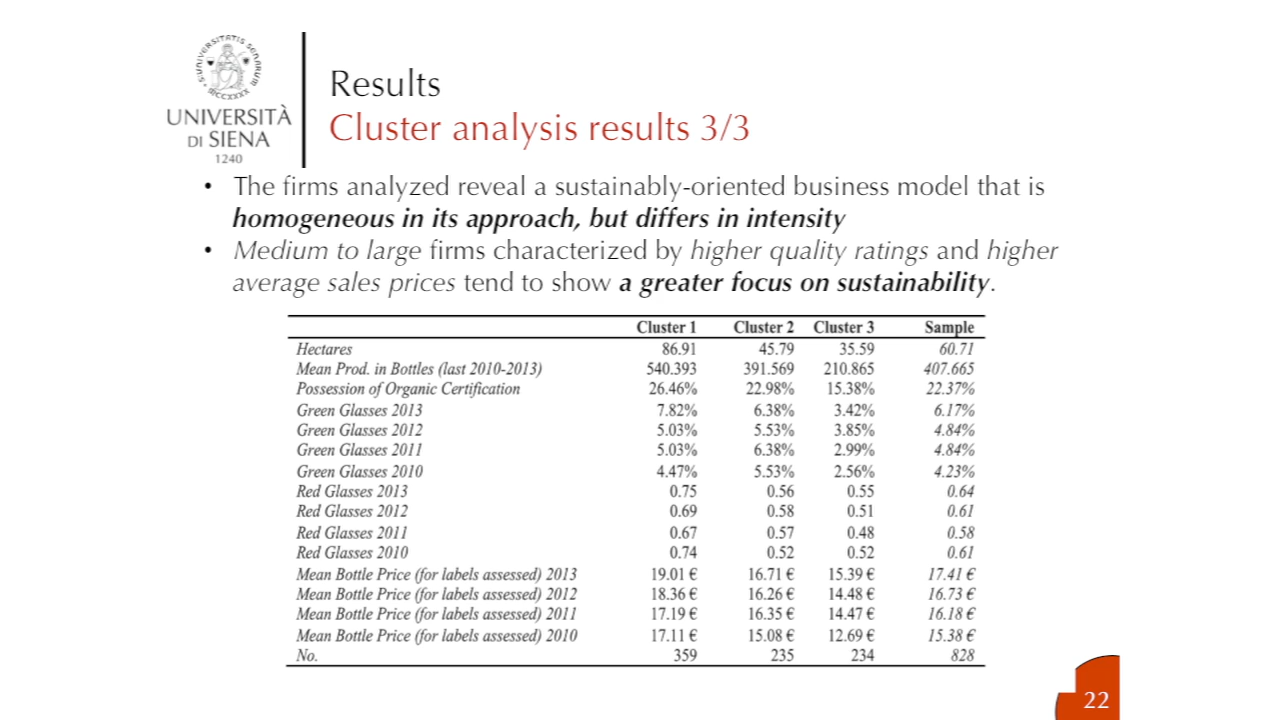 UNIVERSITÀ
DI SIENA
1240
Results
Cluster analysis results 3/3
• The firms analyzed reveal a sustainably-oriented business model that is
homogeneous in its approach, but differs in intensity
• Medium to large firms characterized by higher quality ratings and higher
average sales prices tend to show a greater focus on sustainability.
Cluster 1 Cluster 2 Cluster 3 Sample
Hectares 86.91 45.79 35.59 60.71
Mean Prod. in Bottles (last 2010-2013) 540.393 391.569 210.865 407.665
Possession of Organic Certification 26.46% 22.98% 15.38% 22.37%
Green Glasses 2013 7.82% 6.38% 3.42% 6.17%
Green Glasses 2012 5.03% 5.53% 3.85% 4.84%
Green Glasses 2011 5.03% 6.38% 2.99% 4.84%
Green Glasses 2010 4.47% 5.53% 2.56% 4.23%
Red Glasses 2013 0.75 0.56 0.55 0.64
Red Glasses 2012 0.69 0.58 0.51 0.61
Red Glasses 2011 0.67 0.57 0.48 0.58
Red Glasses 2010 0.74 0.52 0.52 0.61
Mean Bottle Price (for labels assessed) 2013 19.01 € 16.71 € 15.39 € 17.41 €
Mean Bottle Price (for labels assessed) 2012 18.36 € 16.26 € 14.48 € 16.73 €
Mean Bottle Price (for labels assessed) 2011 17.19 € 16.35 € 14.47 € 16.18 €
Mean Bottle Price (for labels assessed) 2010 17.11 € 15.08 € 12.69 € 15.38 €
No. 359 235 234 828
22